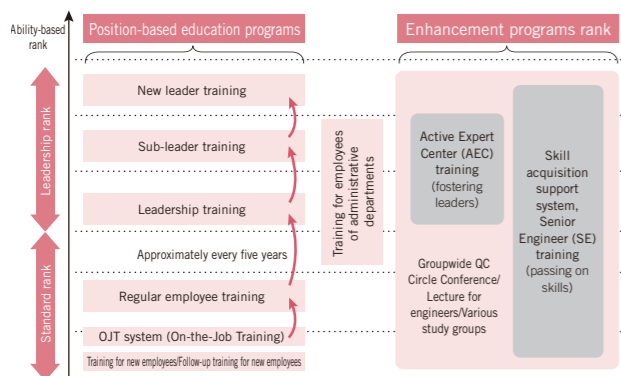 Ability-based
rank
Position-based education programs
Enhancement programs rank
Leadership rank
Standard rank
New leader training
Sub-leader training
Leadership training
Approximately every five years
Regular employee training
OJT system (On-the-Job Training)
Training for new employees/Follow-up training for new employees
Training for employees
of administrative
departments
Active Expert
Center (AEC)
training
(fostering
leaders)
Groupwide QC
Circle Conference/
Lecture for
engineers/Various
study groups
Skill
acquisition
support
system,
Senior
Engineer (SE)
training
(passing on
skills)